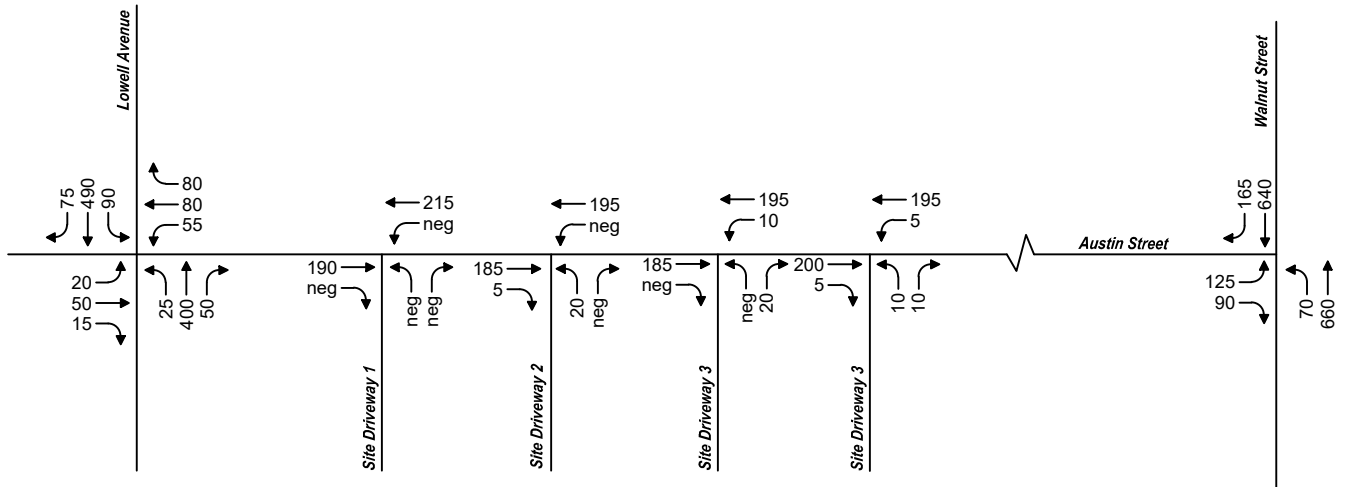 Lowell Avenue
75
490
90
80
80
55
20
50
15
25
400
50
215
neg
190
neg
neg
neg
Site Driveway 1
195
neg
185
5
20
neg
Site Driveway 2
195
10
185
neg
neg
20
Site Driveway 3
195
5
200
5
10
10
Site Driveway 3
Austin Street
Walnut Street
165
640
125
90
70
660